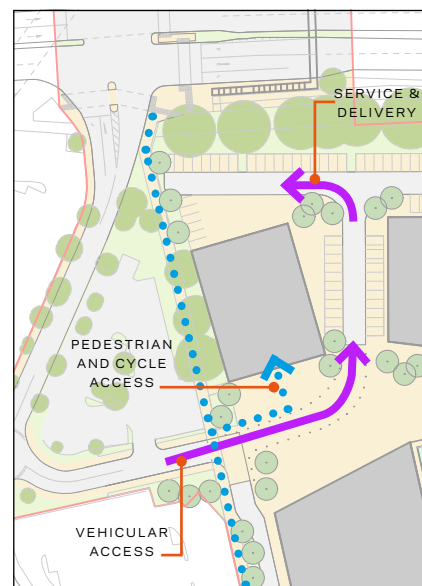 SERVICE &
DELIVERY
PEDESTRIAN
AND CYCLE
ACCESS
VEHICULAR
ACCESS